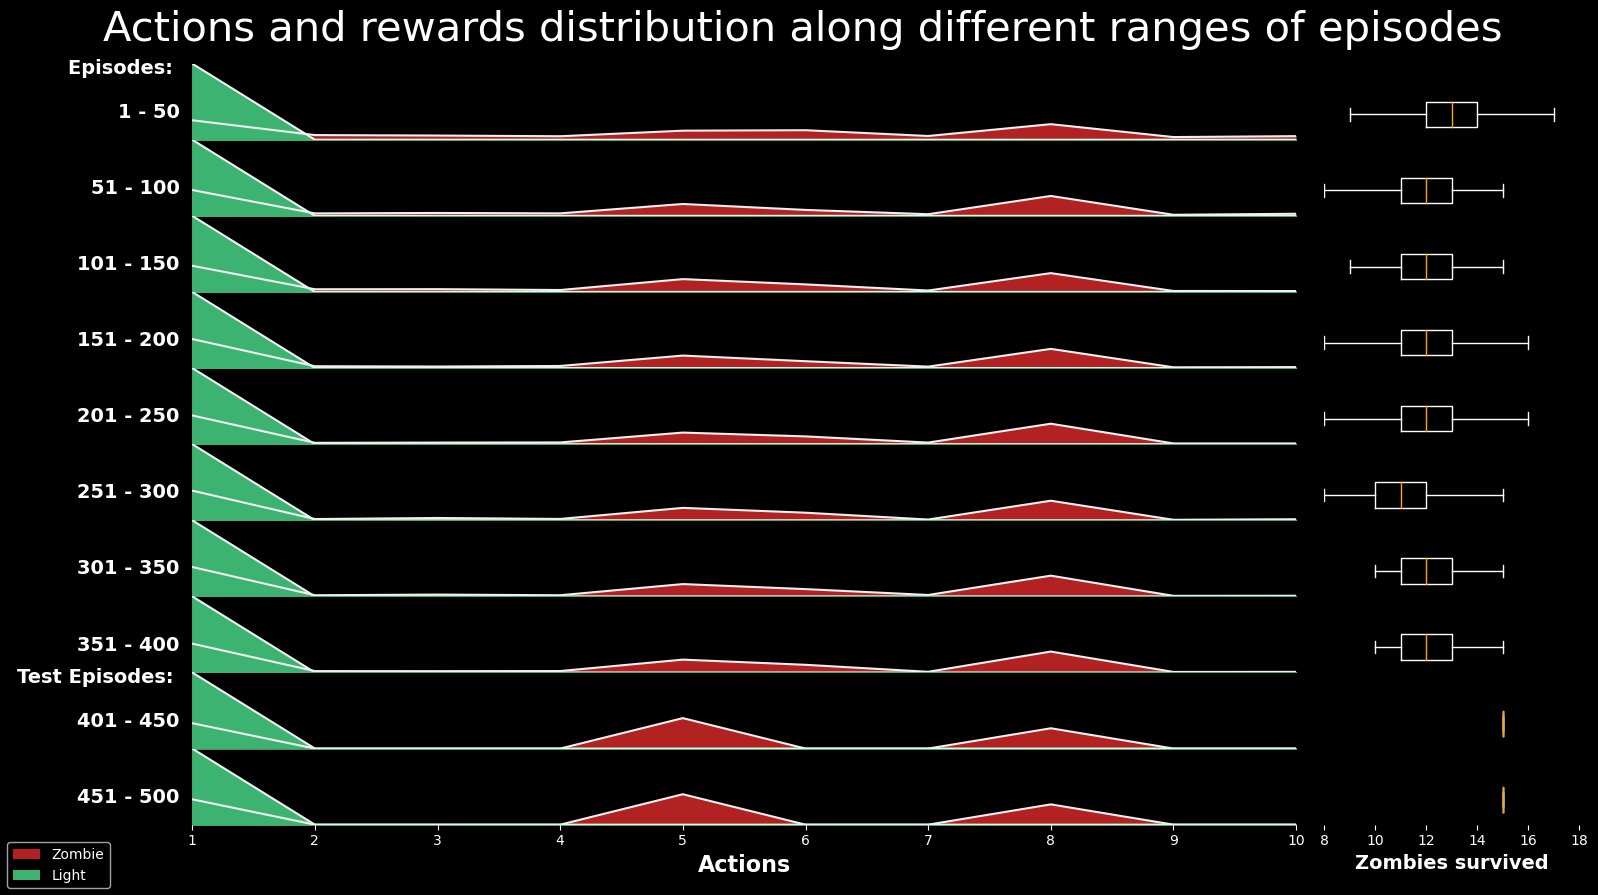 Actions and rewards distribution along different ranges of episodes
Episodes:
1 - 50
51 - 100
101 - 150
151 - 200
201 - 250
251 - 300
301 - 350
351 - 400
Test Episodes:
401 - 450
451 - 500
1 2 3 4 5 6 7 8 9 10
8 10 12 14 16 18
Actions
Zombies survived
Zombie
Light